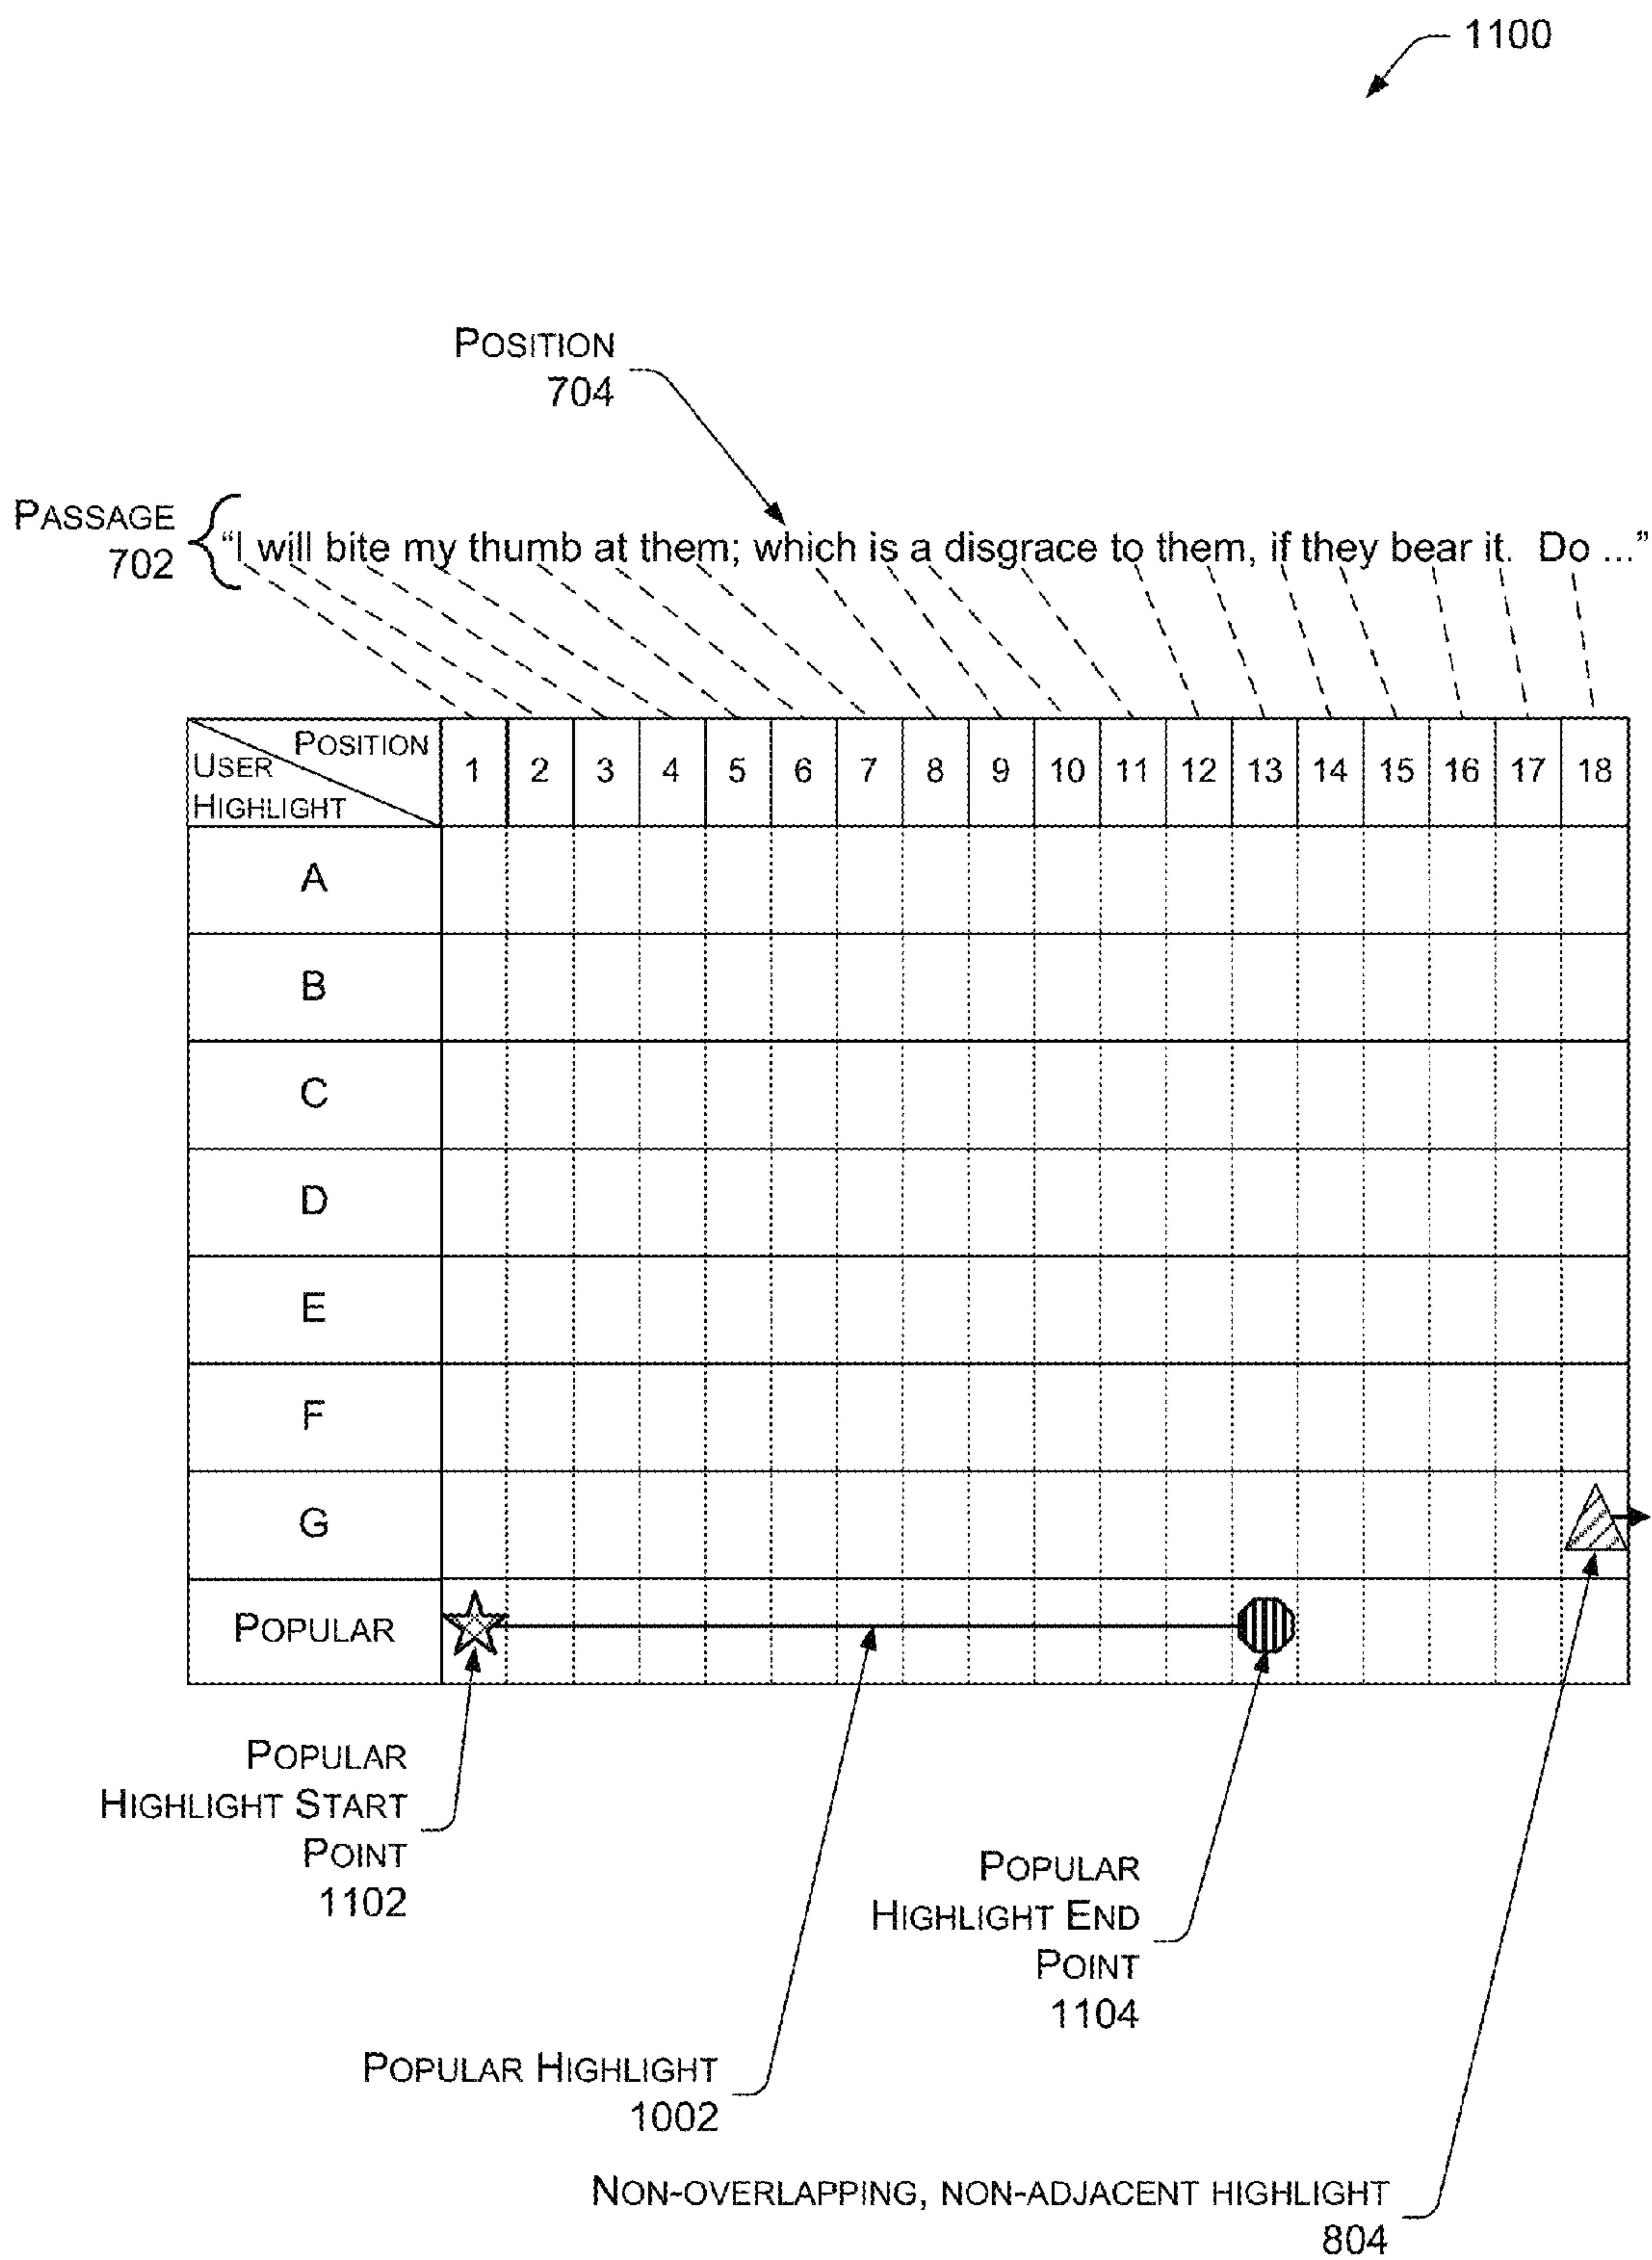 1100
POSITION
704
PASSAGE
702
“I will bite my thumb at them; which is a disgrace to them, if they bear it.  Do ...”
POSITION
USER
HIGHLIGHT
1 2 3 4 5 6 7 8 9 10 11 12 13 14 15 16 17 18
A
B
C
D
E
F
G
POPULAR
POPULAR
HIGHLIGHT START
POINT
1102
POPULAR
HIGHLIGHT END
POINT
1104
POPULAR HIGHLIGHT
1002
NON-OVERLAPPING, NON-ADJACENT HIGHLIGHT
804